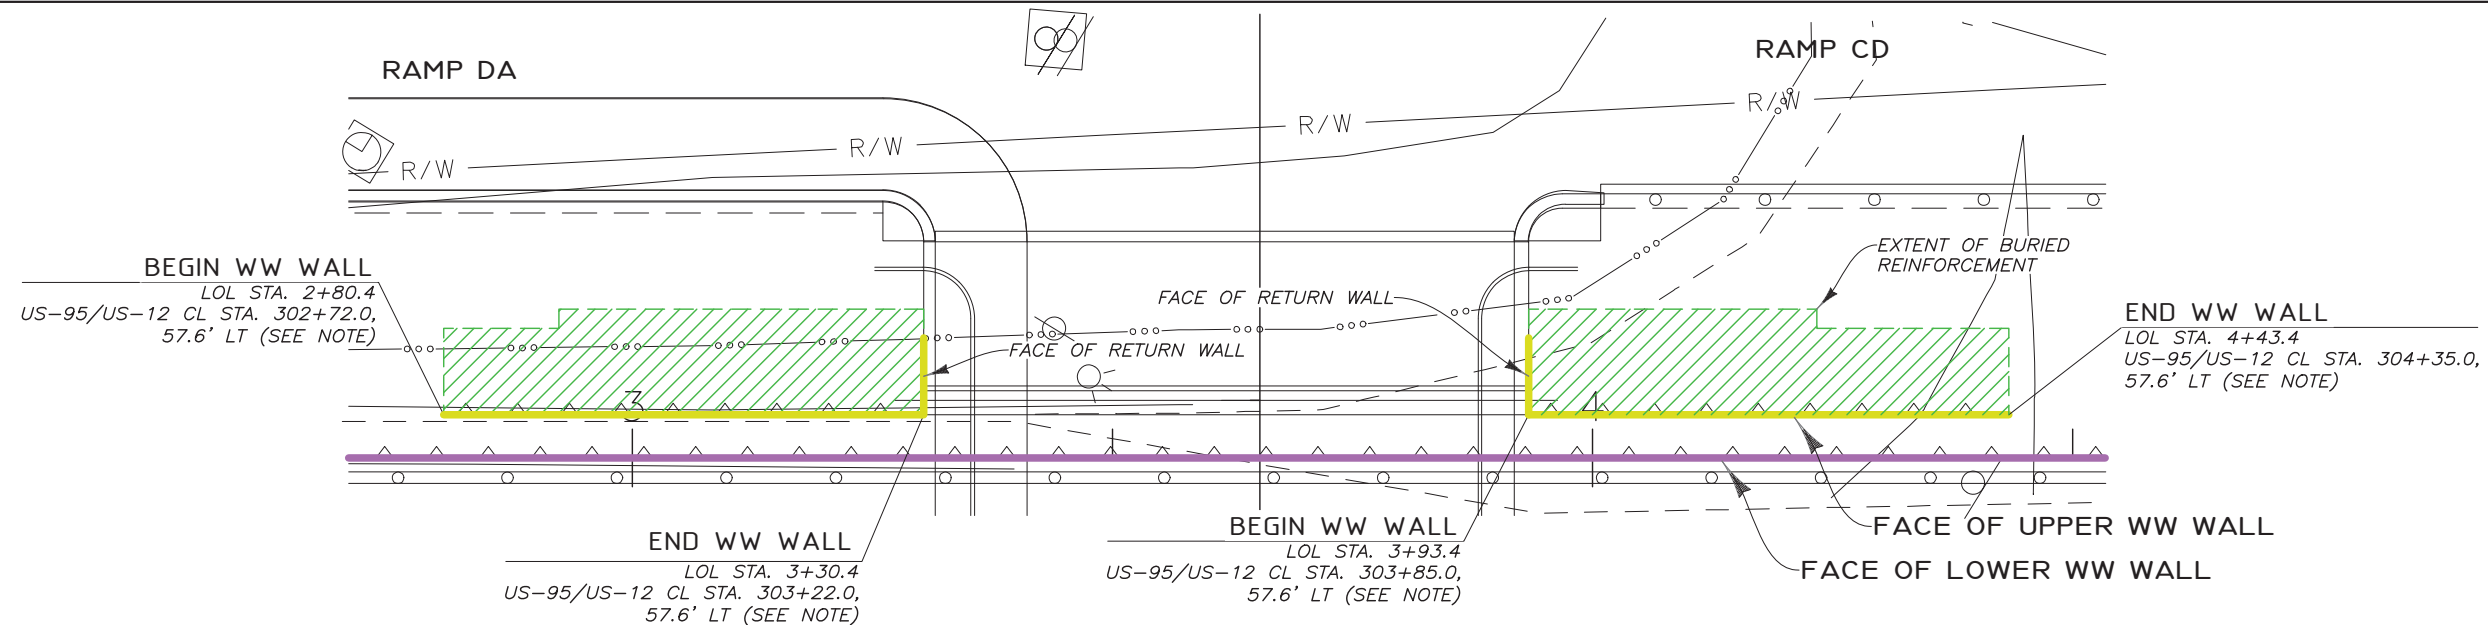 RAMP DA
RAMP CD
R/W
R/W
R/W
R/W
BEGIN WW WALL
LOL STA. 2+80.4
US-95/US-12 CL STA. 302+72.0,
57.6' LT (SEE NOTE)
EXTENT OF BURIED
REINFORCEMENT
FACE OF RETURN WALL
FACE OF RETURN WALL
END WW WALL
LOL STA. 4+43.4
US-95/US-12 CL STA. 304+35.0,
57.6' LT (SEE NOTE)
3
4
END WW WALL
LOL STA. 3+30.4
US-95/US-12 CL STA. 303+22.0,
57.6' LT (SEE NOTE)
BEGIN WW WALL
LOL STA. 3+93.4
US-95/US-12 CL STA. 303+85.0,
57.6' LT (SEE NOTE)
FACE OF UPPER WW WALL
FACE OF LOWER WW WALL